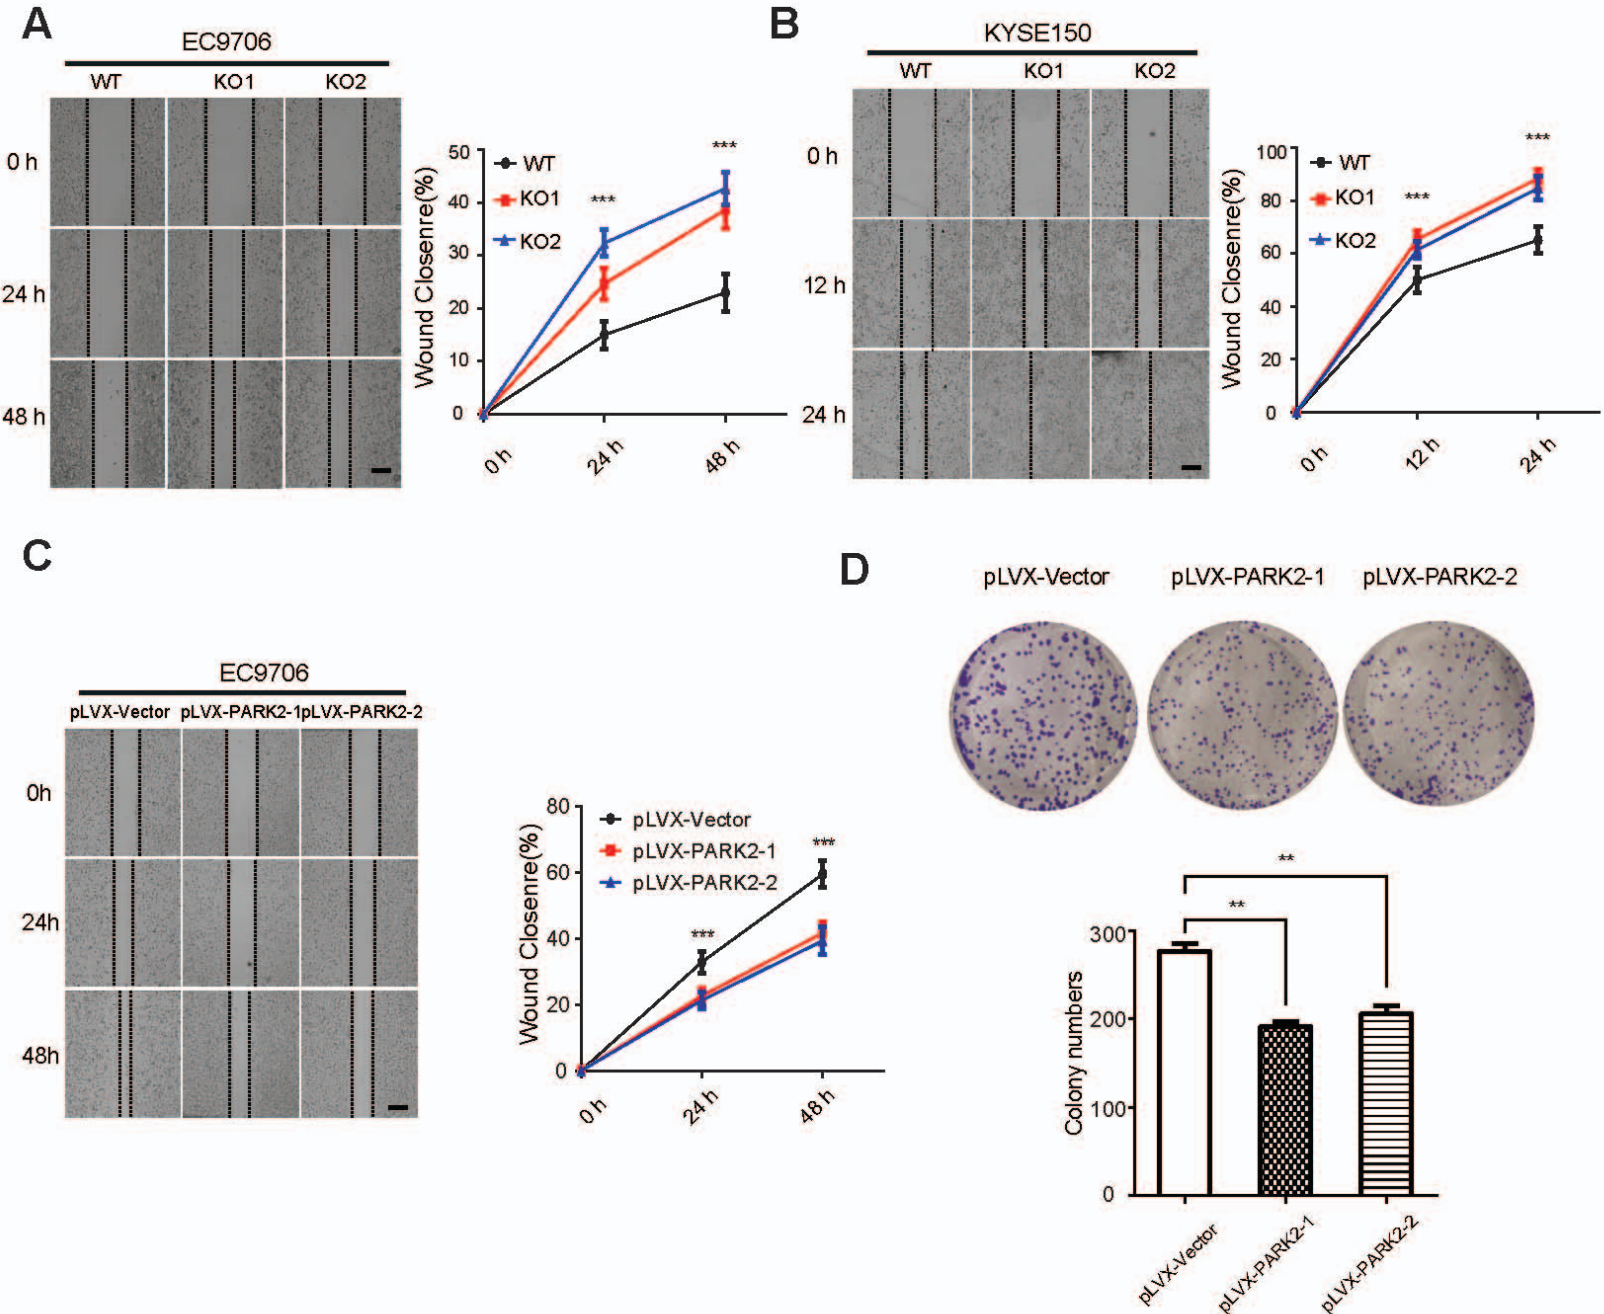 A
EC9706
WT KO1 KO2
0 h
24 h
48 h
Wound Closenre(%)
50
40
30
20
10
0
WT
KO1
KO2
***
***
0 h 24 h 48 h
B
KYSE150
WT KO1 KO2
0 h
12 h
24 h
Wound Closenre(%)
100
80
60
40
20
0
WT
KO1
KO2
***
***
0 h 12 h 24 h
C
EC9706
pLVX-Vector pLVX-PARK2-1 pLVX-PARK2-2
0h
24h
48h
Wound Closenre(%)
80
60
40
20
0
pLVX-Vector
pLVX-PARK2-1
pLVX-PARK2-2
***
***
0 h 24 h 48 h
D
pLVX-Vector pLVX-PARK2-1 pLVX-PARK2-2
**
**
Colony numbers
300
200
100
0
pLVX-Vector pLVX-PARK2-1 pLVX-PARK2-2